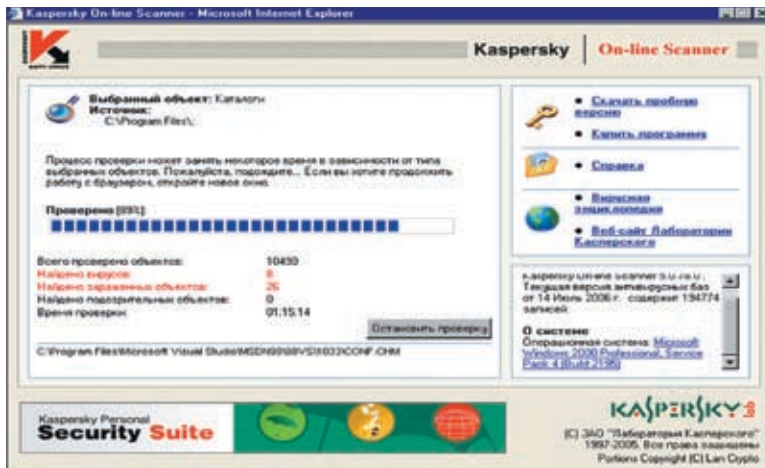 Kaspersky On-line Scanner - Microsoft Internet Explorer
Kaspersky
On-line Scanner
Выбранный объект: Каталоги
Источник:
C:\Program Files\;
Процесс проверки может занять некоторое время в зависимости от типа
выбранных объектов. Пожалуйста, подождите... Если вы хотите продолжить
работу с браузером, откройте новое окно.
Проверено [89%]:
Всего проверено объектов: 10430
Найдено вирусов: 8
Найдено зараженных объектов: 26
Найдено подозрительных объектов: 0
Время проверки: 01:15:14
Остановить проверку
C:\Program Files\Microsoft Visual Studio\MSDN98\98VS\1033\CONF.CHM
Скачать пробную
версию
Купить программу
Справка
Вирусная
энциклопедия
Веб-сайт Лаборатории
Касперского
Kaspersky On-line Scanner
Текущая версия антивирусных баз
от 14 Июль 2006 г. содержит 194774
записей.
О системе
Операционная система: Microsoft
Windows 2000 Professional, Service
Pack 4 (Build 2195)
Kaspersky Personal
Security Suite
KASPERSKY
(C) ЗАО "Лаборатория Касперского"
1997-2005. Все права защищены
Portions Copyright (C) Lan Crypto